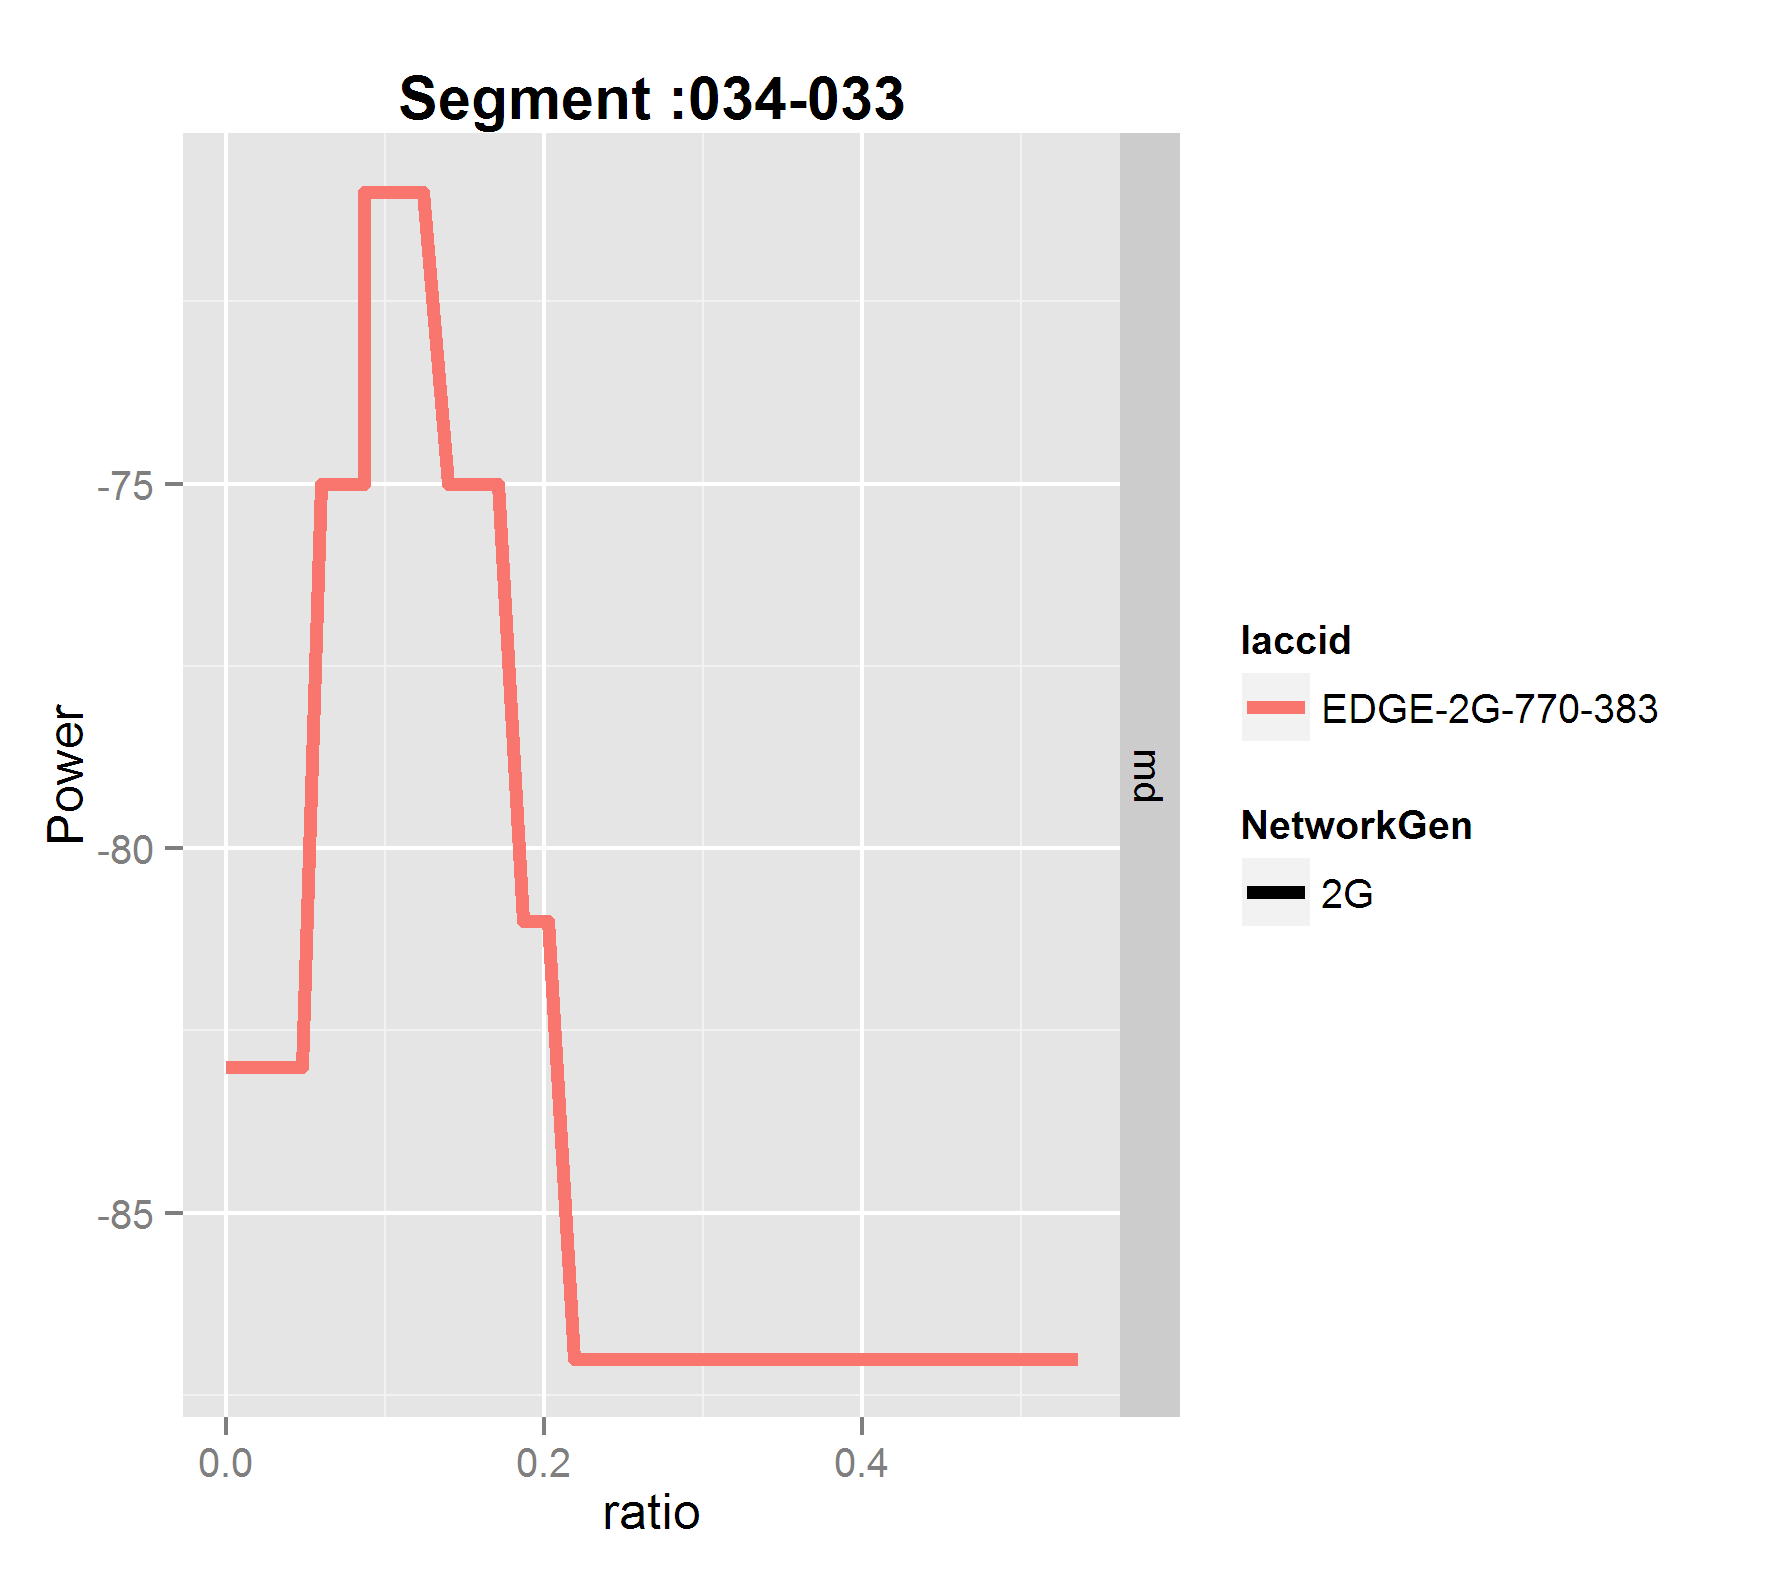 Segment :034-033
Power
-75
-80
-85
0.0
0.2
0.4
ratio
md
laccid
EDGE-2G-770-383
NetworkGen
2G